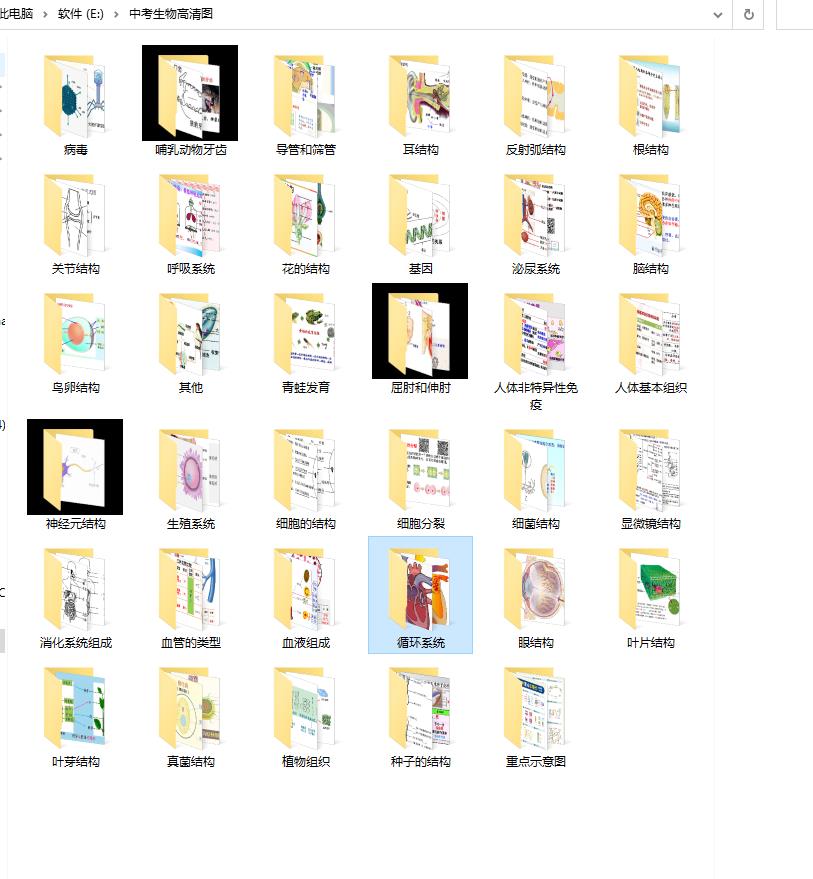 此电脑 › 软件 (E:) › 中考生物高清图
病毒
哺乳动物牙齿
导管和筛管
耳结构
反射弧结构
根结构
关节结构
呼吸系统
花的结构
基因
泌尿系统
脑结构
鸟卵结构
其他
青蛙发育
屈肘和伸肘
人体非特异性免
疫
人体基本组织
神经元结构
生殖系统
细胞的结构
细胞分裂
细菌结构
显微镜结构
消化系统组成
血管的类型
血液组成
循环系统
眼结构
叶片结构
叶芽结构
真菌结构
植物组织
种子的结构
重点示意图